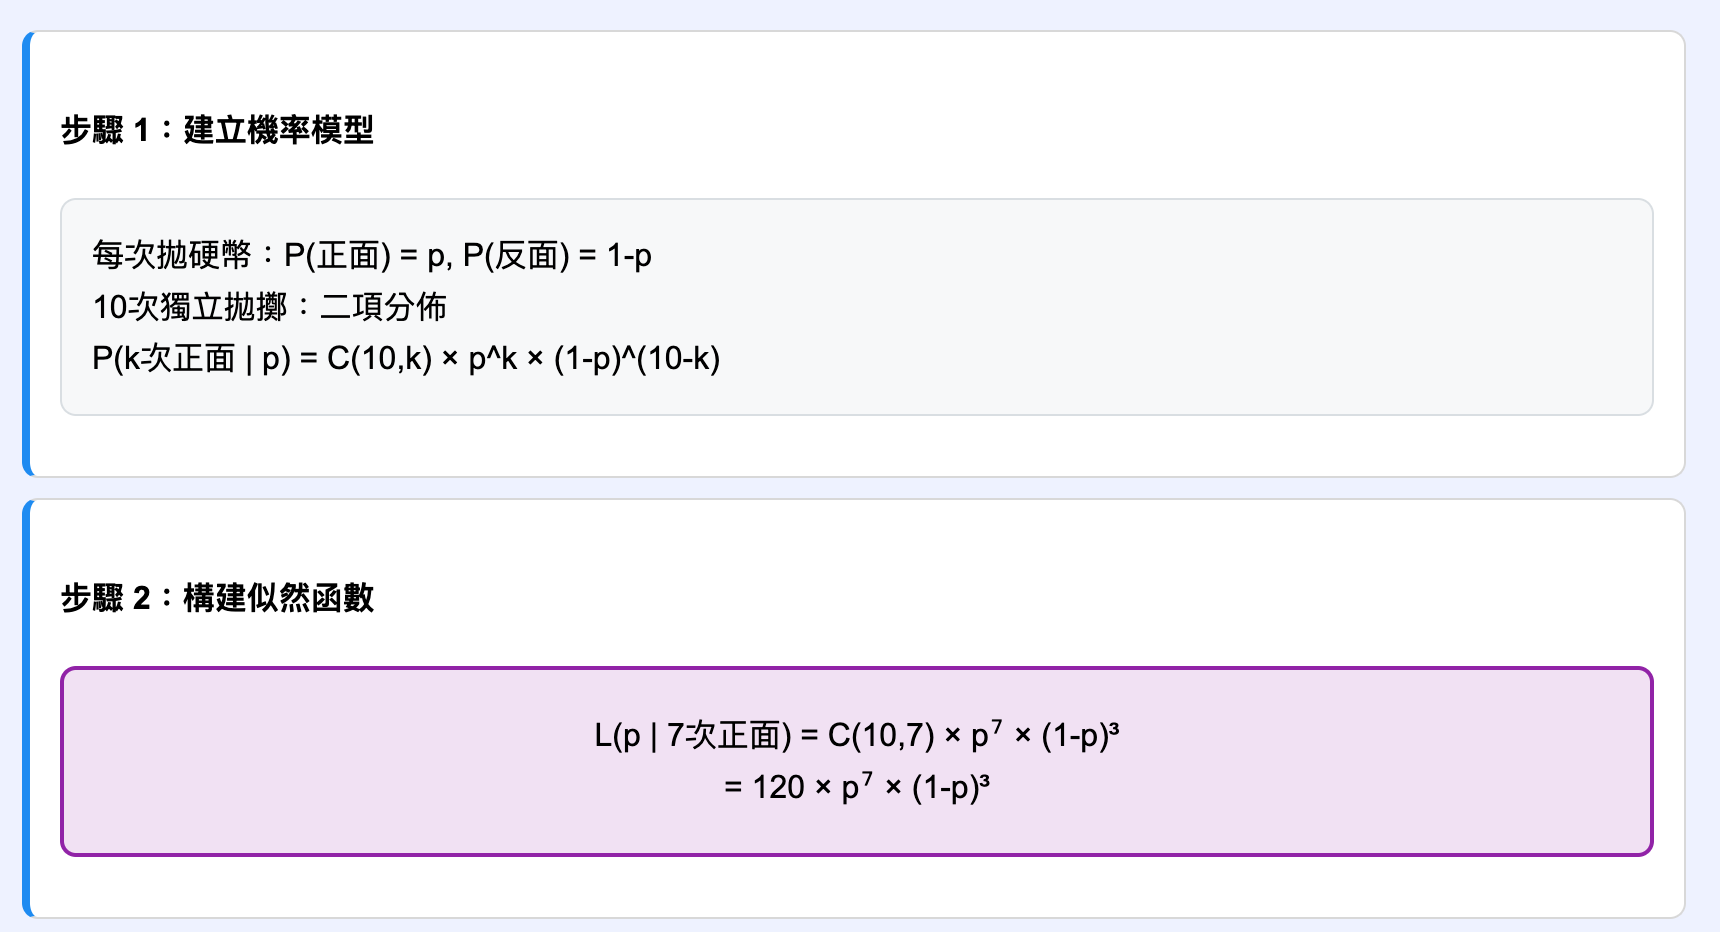 步驟 1：建立機率模型
每次拋硬幣：P(正面) = p, P(反面) = 1-p
10次獨立拋擲：二項分佈
P(k次正面 | p) = C(10,k) × p^k × (1-p)^(10-k)
步驟 2：構建似然函數
L(p | 7次正面) = C(10,7) × p⁷ × (1-p)³
= 120 × p⁷ × (1-p)³